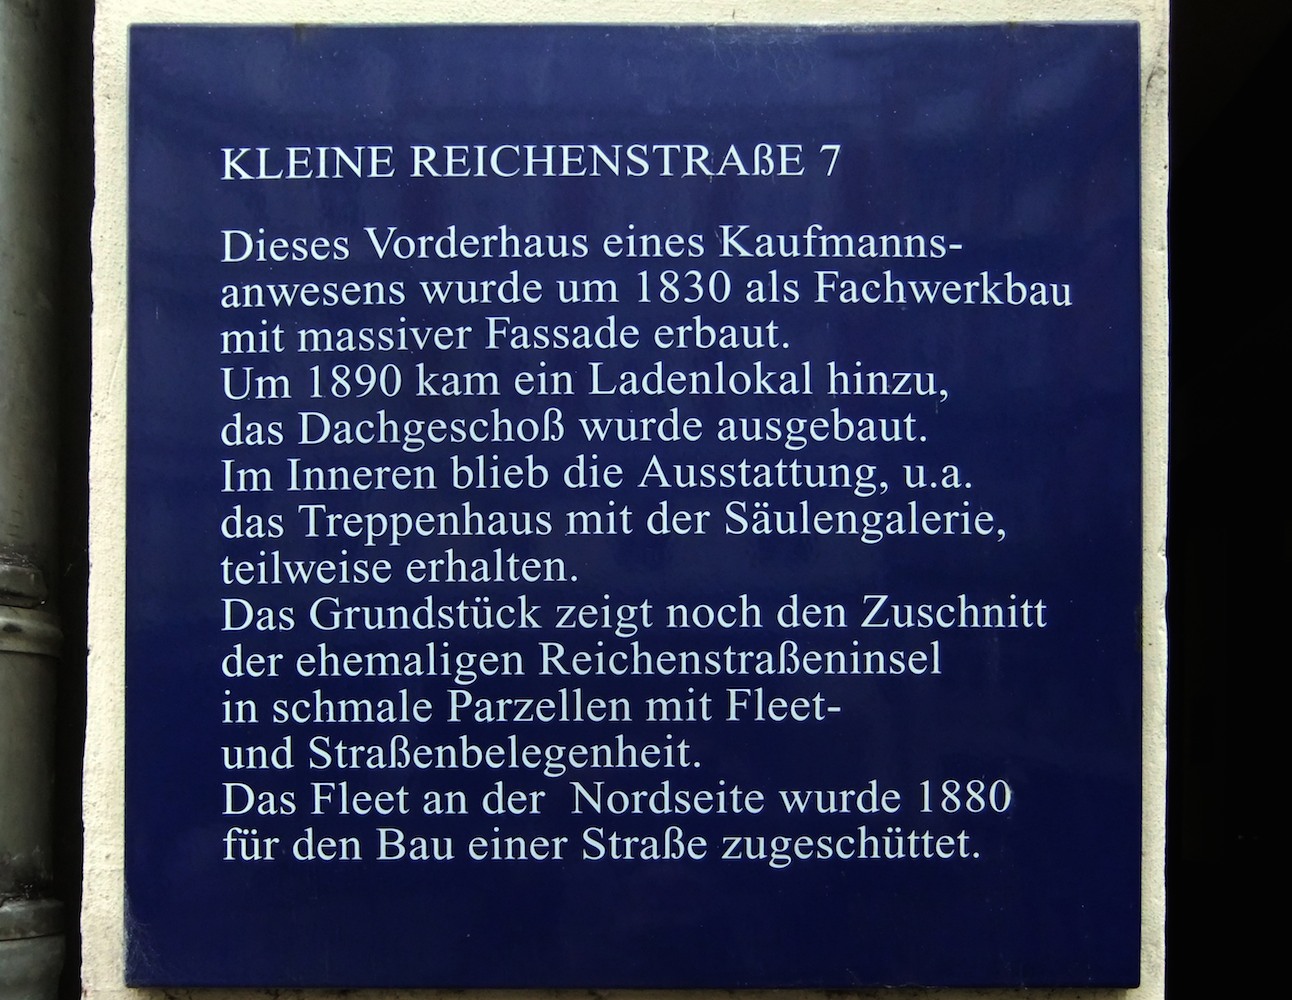 KLEINE REICHENSTRAßE 7
Dieses Vorderhaus eines Kaufmanns-
anwesens wurde um 1830 als Fachwerkbau
mit massiver Fassade erbaut.
Um 1890 kam ein Ladenlokal hinzu,
das Dachgeschoß wurde ausgebaut.
Im Inneren blieb die Ausstattung, u.a.
das Treppenhaus mit der Säulengalerie,
teilweise erhalten.
Das Grundstück zeigt noch den Zuschnitt
der ehemaligen Reichenstraßeninsel
in schmale Parzellen mit Fleet-
und Straßenbelegenheit.
Das Fleet an der Nordseite wurde 1880
für den Bau einer Straße zugeschüttet.